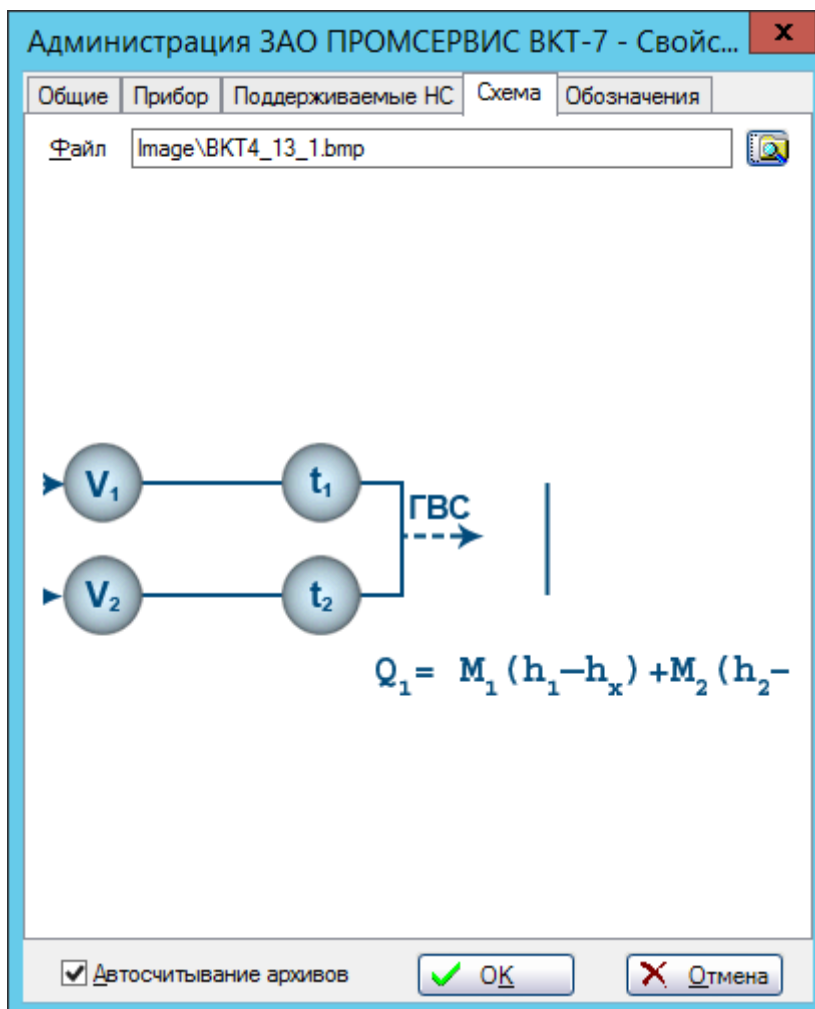 Администрация ЗАО ПРОМСЕРВИС ВКТ-7 - Свойс... x
Общие Прибор Поддерживаемые НС Схема Обозначения
Файл Image\BKT4_13_1.bmp
V₁ t₁
ГВС
V₂ t₂
Q₁= M₁(h₁–hₓ)+M₂(h₂–
Автосчитывание архивов OK Отмена